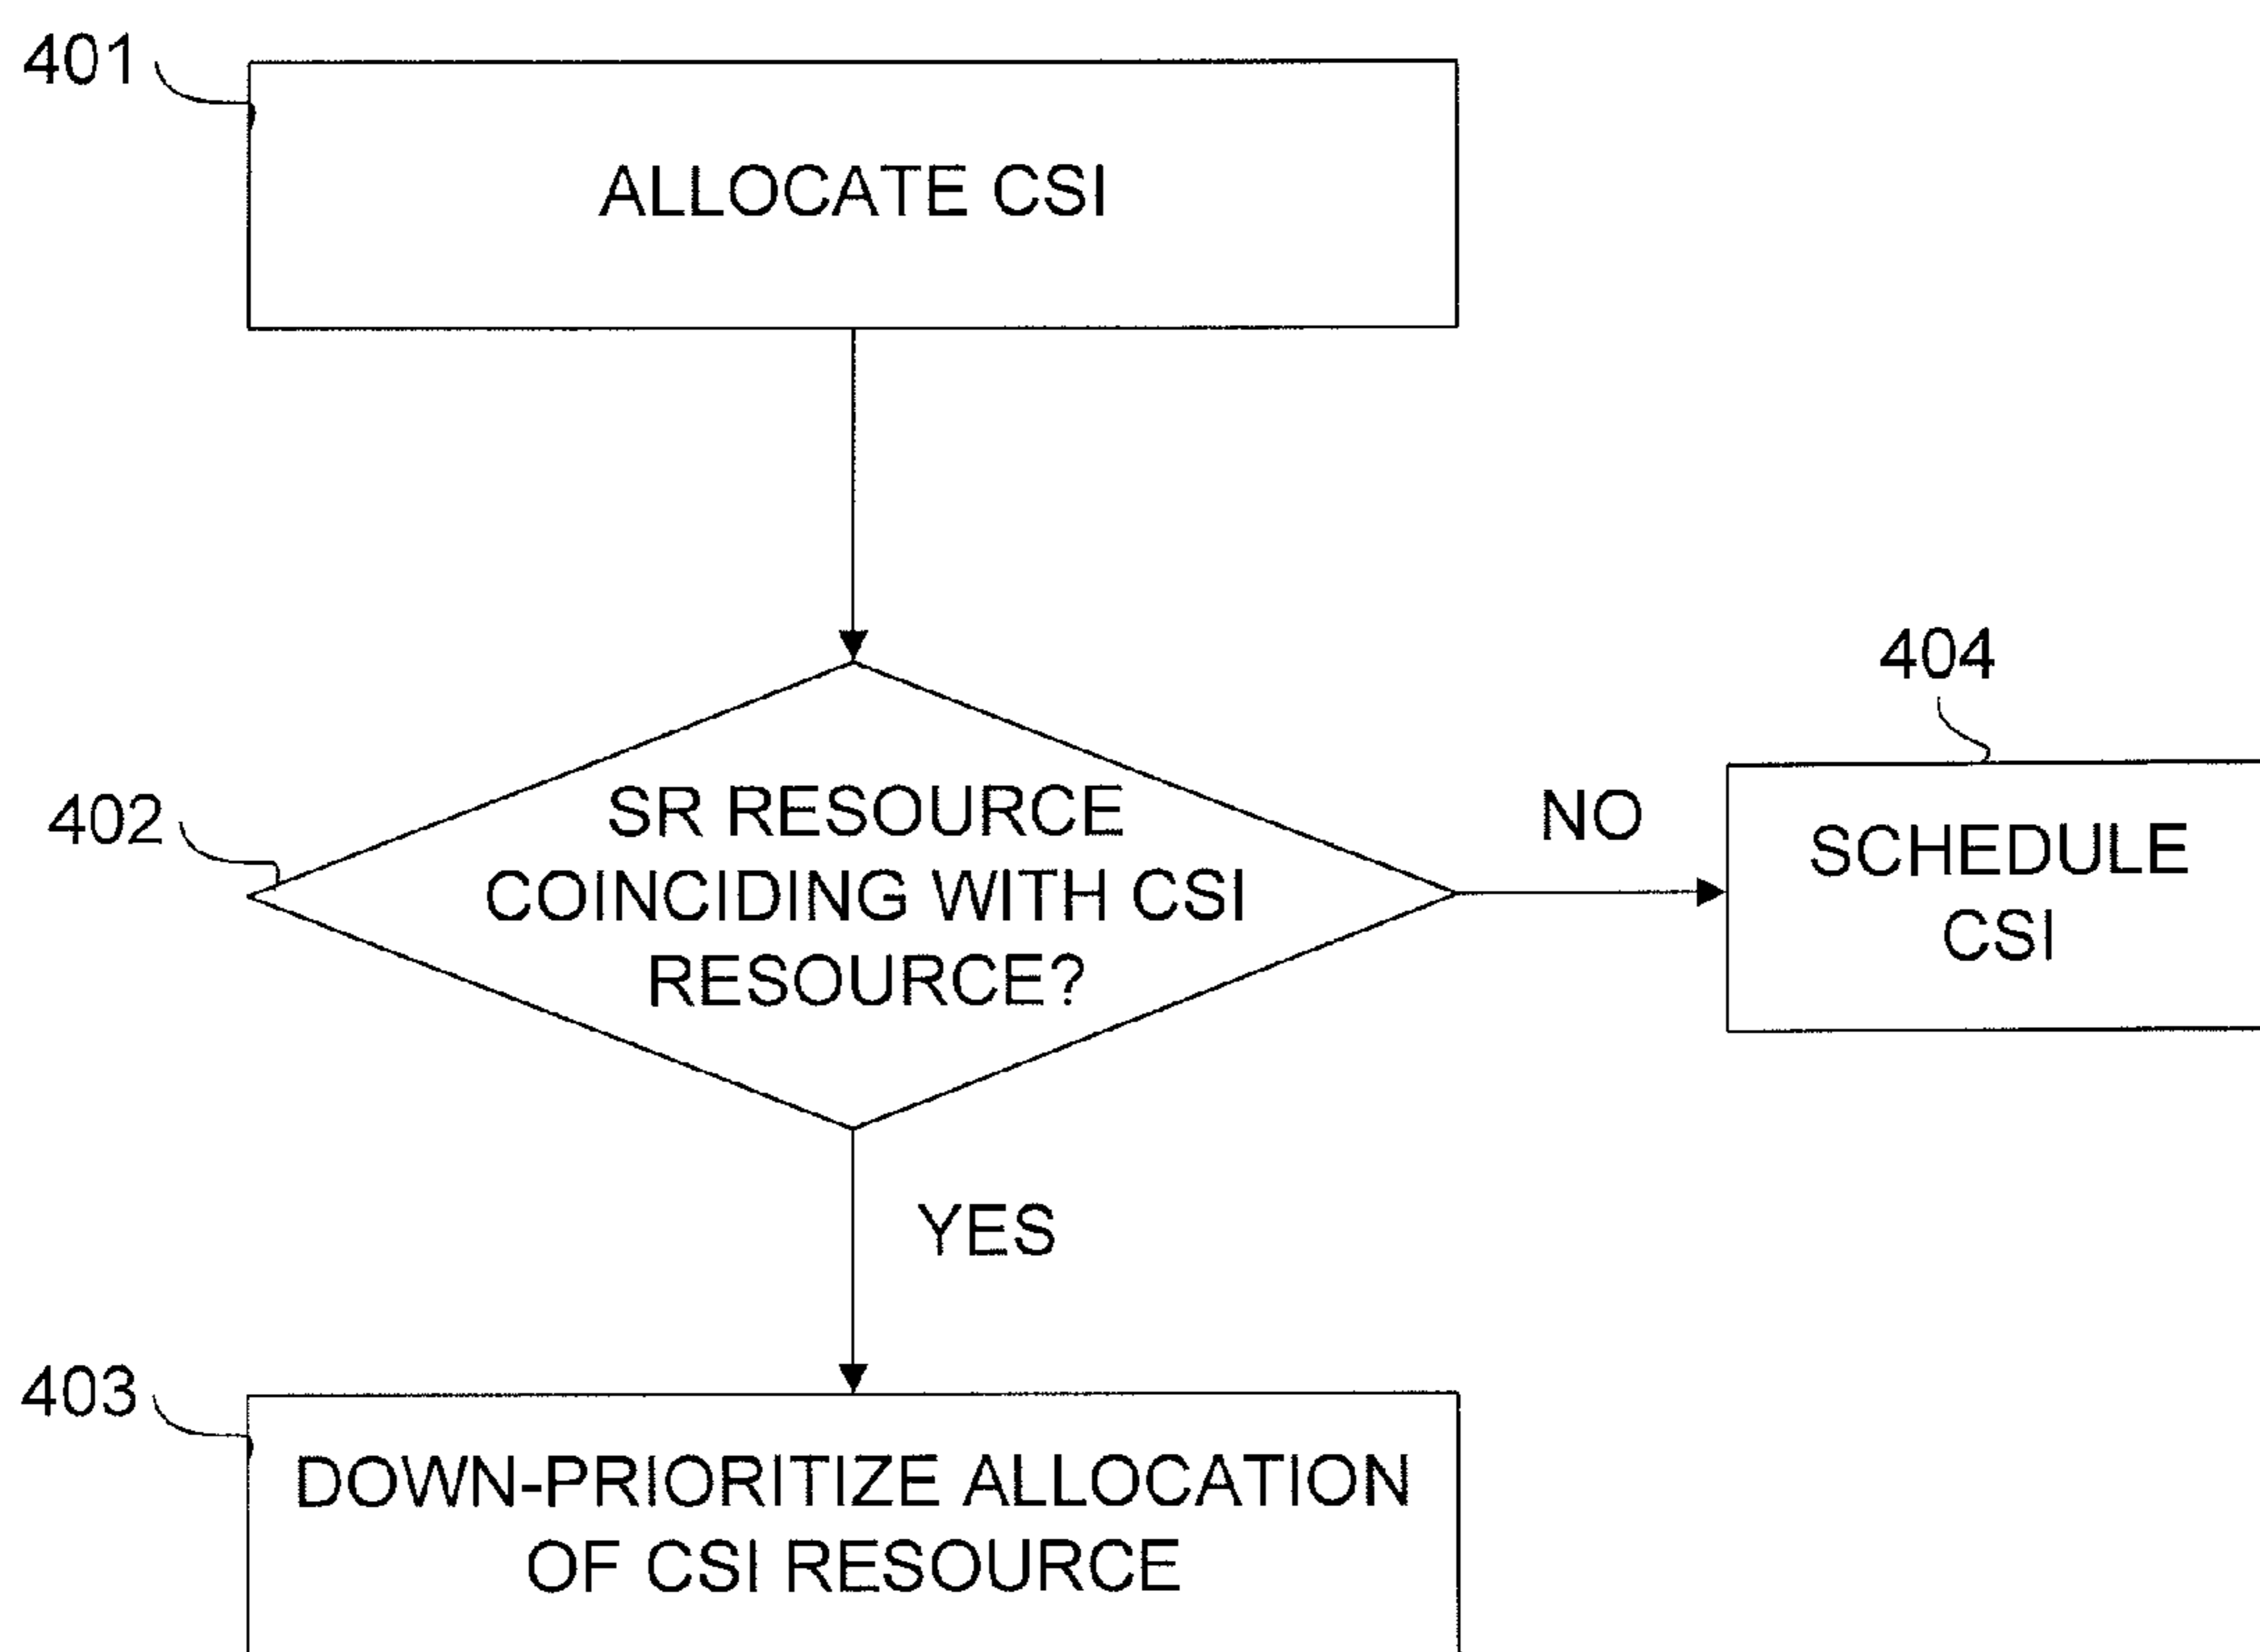 401
ALLOCATE CSI
404
402
SR RESOURCE
COINCIDING WITH CSI
RESOURCE?
NO
SCHEDULE
CSI
YES
403
DOWN-PRIORITIZE ALLOCATION
OF CSI RESOURCE